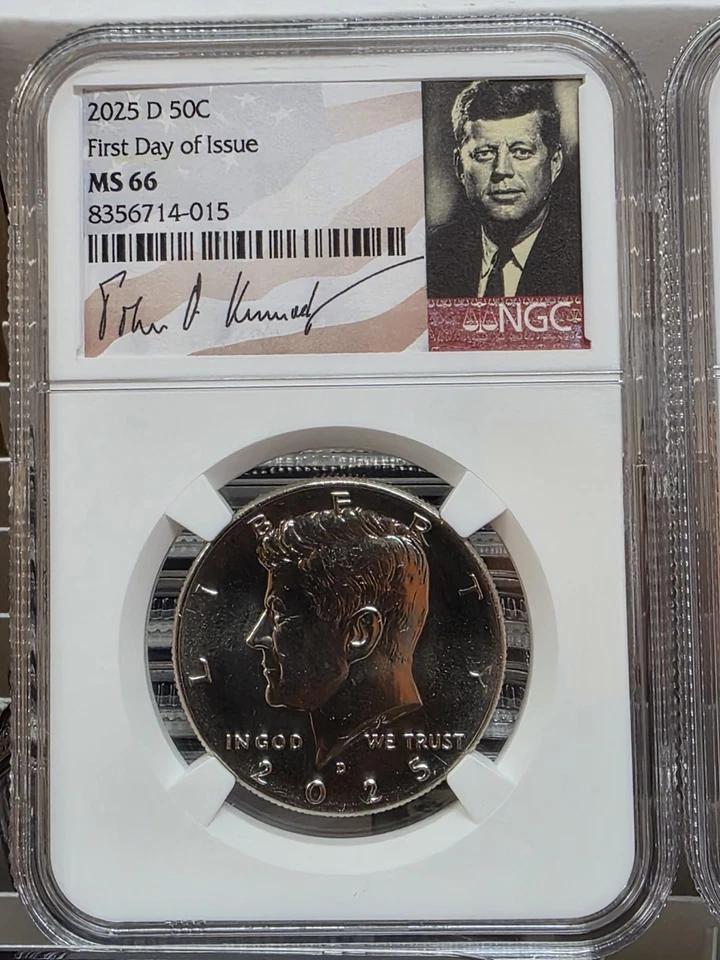 2025 D 50C
First Day of Issue
MS 66
8356714-015
John F. Kennedy
NGC
LIBERTY
IN GOD WE TRUST
D
2025